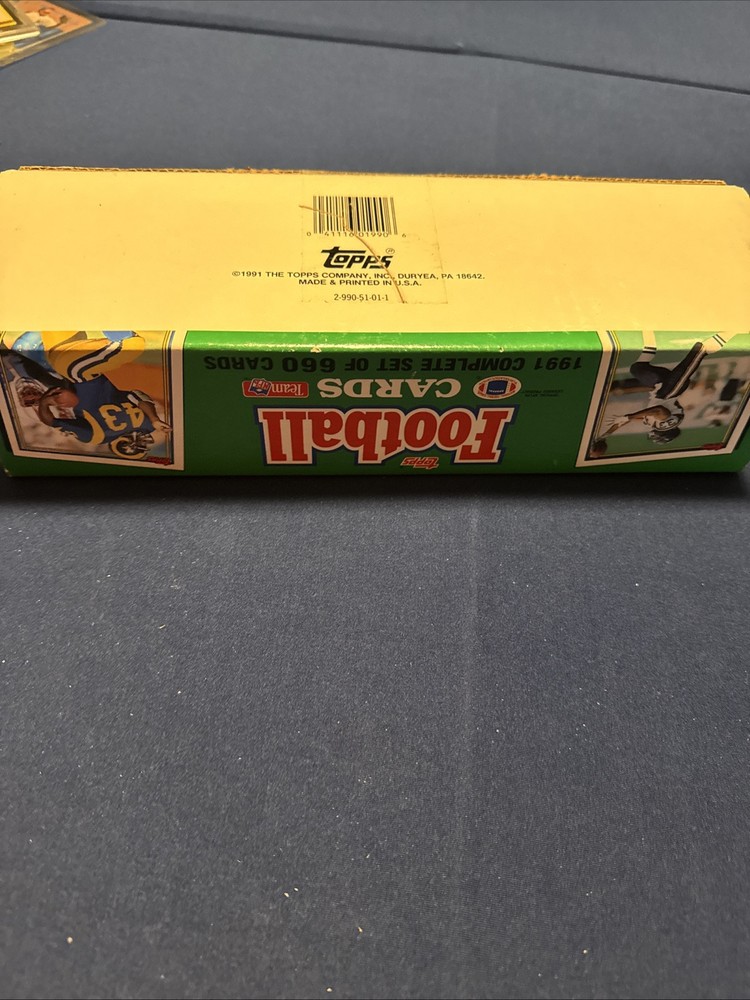 0 41116 01990 6
Topps®
©1991 THE TOPPS COMPANY, INC., DURYEA, PA 18642.
MADE & PRINTED IN U.S.A.
2-990-51-01-1
Topps
Football
CARDS
Team NFL
1991 COMPLETE SET OF 660 CARDS
43